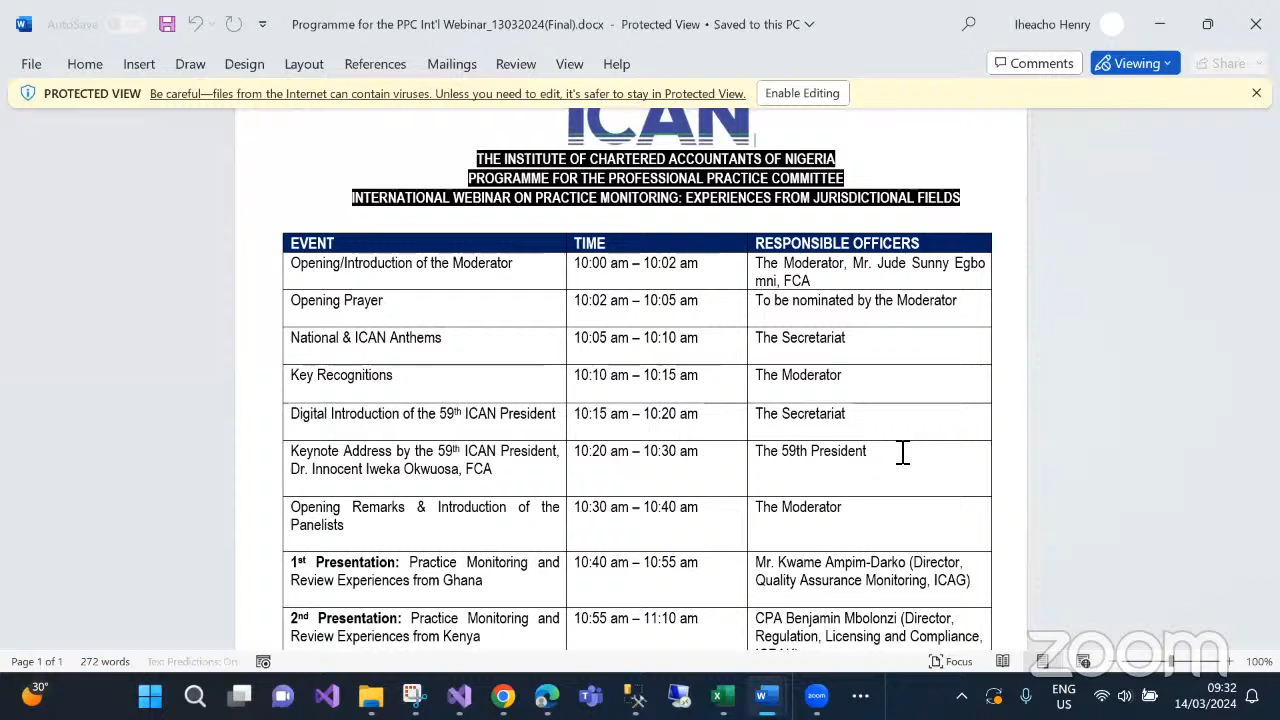 AutoSave
Programme for the PPC Int'l Webinar_13032024(Final).docx • Protected View • Saved to this PC
Iheacho Henry
File Home Insert Draw Design Layout References Mailings Review View Help
Comments Viewing Share
PROTECTED VIEW Be careful—files from the Internet can contain viruses. Unless you need to edit, it's safer to stay in Protected View. Enable Editing
ICAN
THE INSTITUTE OF CHARTERED ACCOUNTANTS OF NIGERIA
PROGRAMME FOR THE PROFESSIONAL PRACTICE COMMITTEE
INTERNATIONAL WEBINAR ON PRACTICE MONITORING: EXPERIENCES FROM JURISDICTIONAL FIELDS
EVENT TIME RESPONSIBLE OFFICERS
Opening/Introduction of the Moderator 10:00 am – 10:02 am The Moderator, Mr. Jude Sunny Egbo
mni, FCA
Opening Prayer 10:02 am – 10:05 am To be nominated by the Moderator
National & ICAN Anthems 10:05 am – 10:10 am The Secretariat
Key Recognitions 10:10 am – 10:15 am The Moderator
Digital Introduction of the 59th ICAN President 10:15 am – 10:20 am The Secretariat
Keynote Address by the 59th ICAN President, 10:20 am – 10:30 am The 59th President
Dr. Innocent Iweka Okwuosa, FCA
Opening Remarks & Introduction of the 10:30 am – 10:40 am The Moderator
Panelists
1st Presentation: Practice Monitoring and 10:40 am – 10:55 am Mr. Kwame Ampim-Darko (Director,
Review Experiences from Ghana Quality Assurance Monitoring, ICAG)
2nd Presentation: Practice Monitoring and 10:55 am – 11:10 am CPA Benjamin Mbolonzi (Director,
Review Experiences from Kenya Regulation, Licensing and Compliance,
zoom
Page 1 of 1 272 words Text Predictions: On Focus 100%
30° zoom ENG
US
09:32
14/03/2024